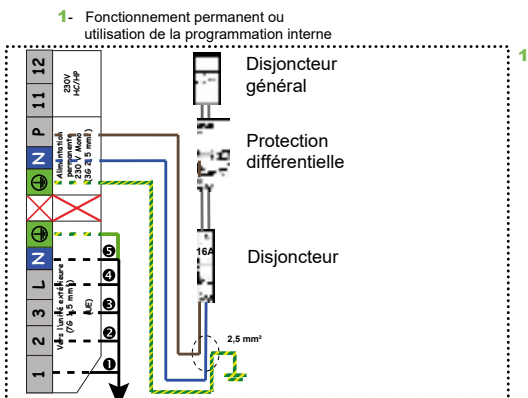 1- Fonctionnement permanent ou
utilisation de la programmation interne
1
12
11
P
N
N
L
3
2
1
230V
HC/HP
Alimentation
permanente
230 V Mono
(3G 2,5 mm²)
Vers l'unité extérieure
(7G 1,5 mm²)
(UE)
5
4
3
2
1
Disjoncteur
général
Protection
différentielle
16A
Disjoncteur
2,5 mm²